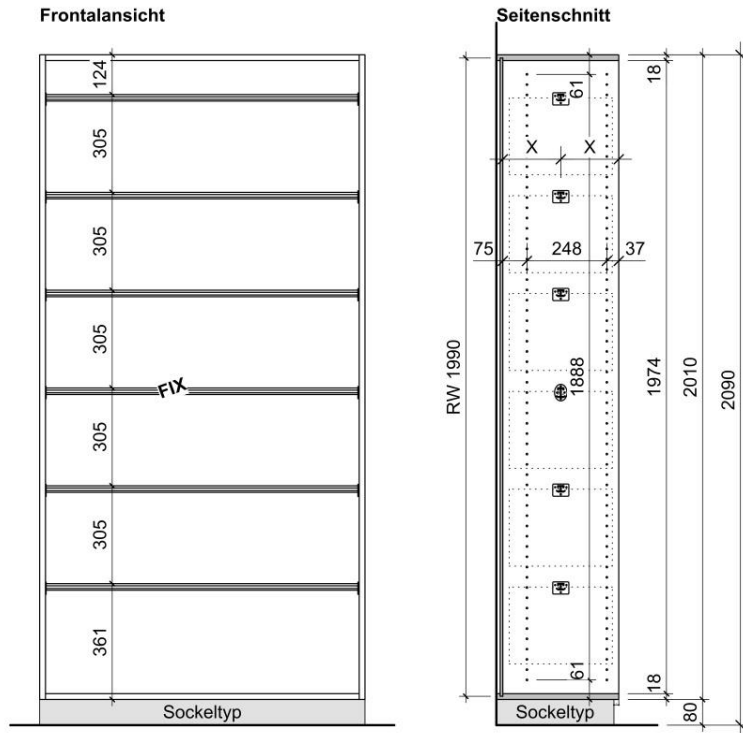 Frontalansicht
Seitenschnitt
124
305
305
305
FIX
305
305
361
Sockeltyp
61
18
X X
75 248 37
RW 1990
1888
1974
2010
2090
61
18
80
Sockeltyp